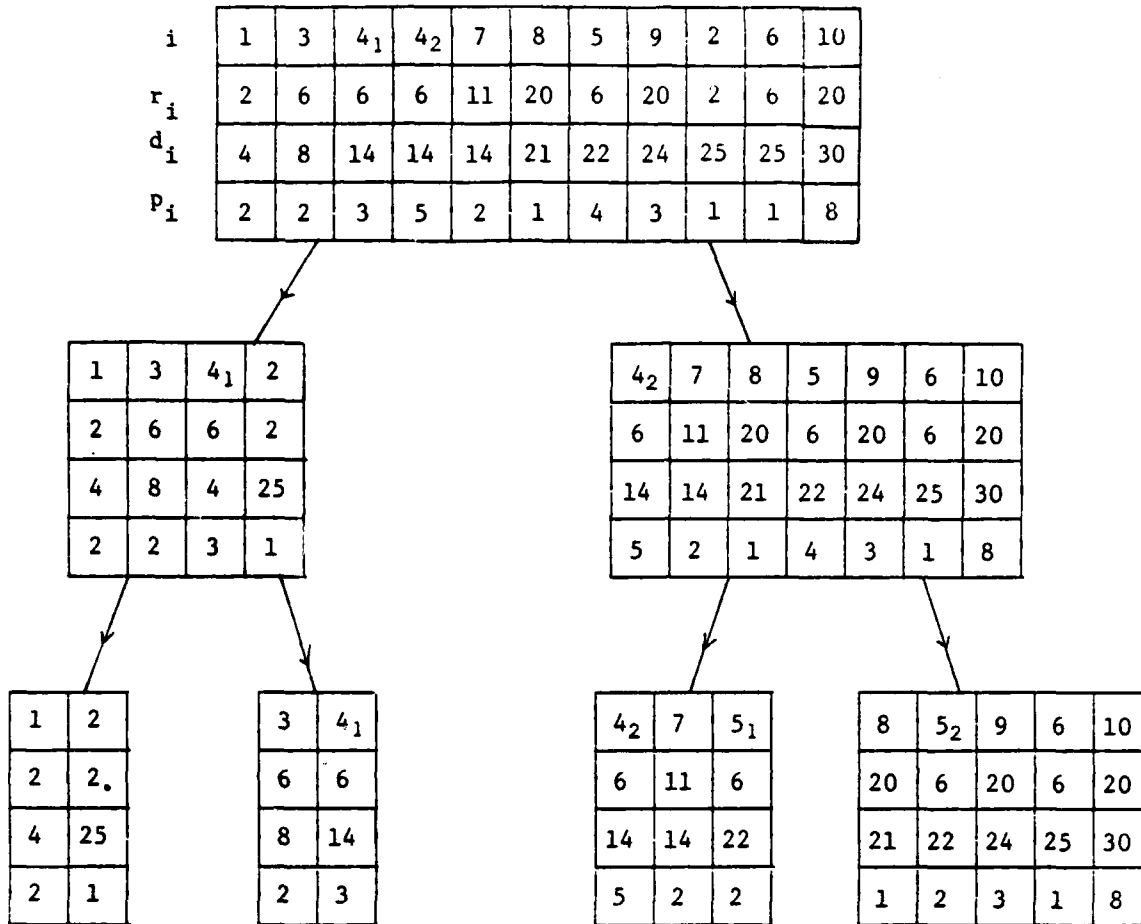 i 1 3 4₁ 4₂ 7 8 5 9 2 6 10
rᵢ 2 6 6 6 11 20 6 20 2 6 20
dᵢ 4 8 14 14 14 21 22 24 25 25 30
Pᵢ 2 2 3 5 2 1 4 3 1 1 8
1 3 4₁ 2
2 6 6 2
4 8 4 25
2 2 3 1
4₂ 7 8 5 9 6 10
6 11 20 6 20 6 20
14 14 21 22 24 25 30
5 2 1 4 3 1 8
1 2
2 2.
4 25
2 1
3 4₁
6 6
8 14
2 3
4₂ 7 5₁
6 11 6
14 14 22
5 2 2
8 5₂ 9 6 10
20 6 20 6 20
21 22 24 25 30
1 2 3 1 8